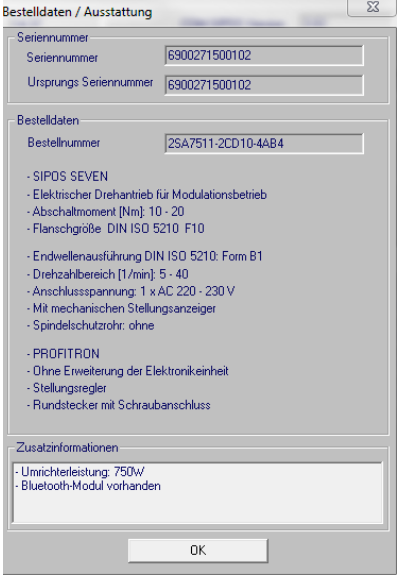 Bestelldaten / Ausstattung
Seriennummer
Seriennummer 6900271500102
Ursprungs Seriennummer 6900271500102
Bestelldaten
Bestellnummer 2SA7511-2CD10-4AB4
- SIPOS SEVEN
- Elektrischer Drehantrieb für Modulationsbetrieb
- Abschaltmoment [Nm]: 10 - 20
- Flanschgröße DIN ISO 5210 F10
- Endwellenausführung DIN ISO 5210: Form B1
- Drehzahlbereich [1/min]: 5 - 40
- Anschlussspannung: 1 x AC 220 - 230 V
- Mit mechanischen Stellungsanzeiger
- Spindelschutzrohr: ohne
- PROFITRON
- Ohne Erweiterung der Elektronikeinheit
- Stellungsregler
- Rundstecker mit Schraubanschluss
Zusatzinformationen
- Umrichterleistung: 750W
- Bluetooth-Modul vorhanden
OK